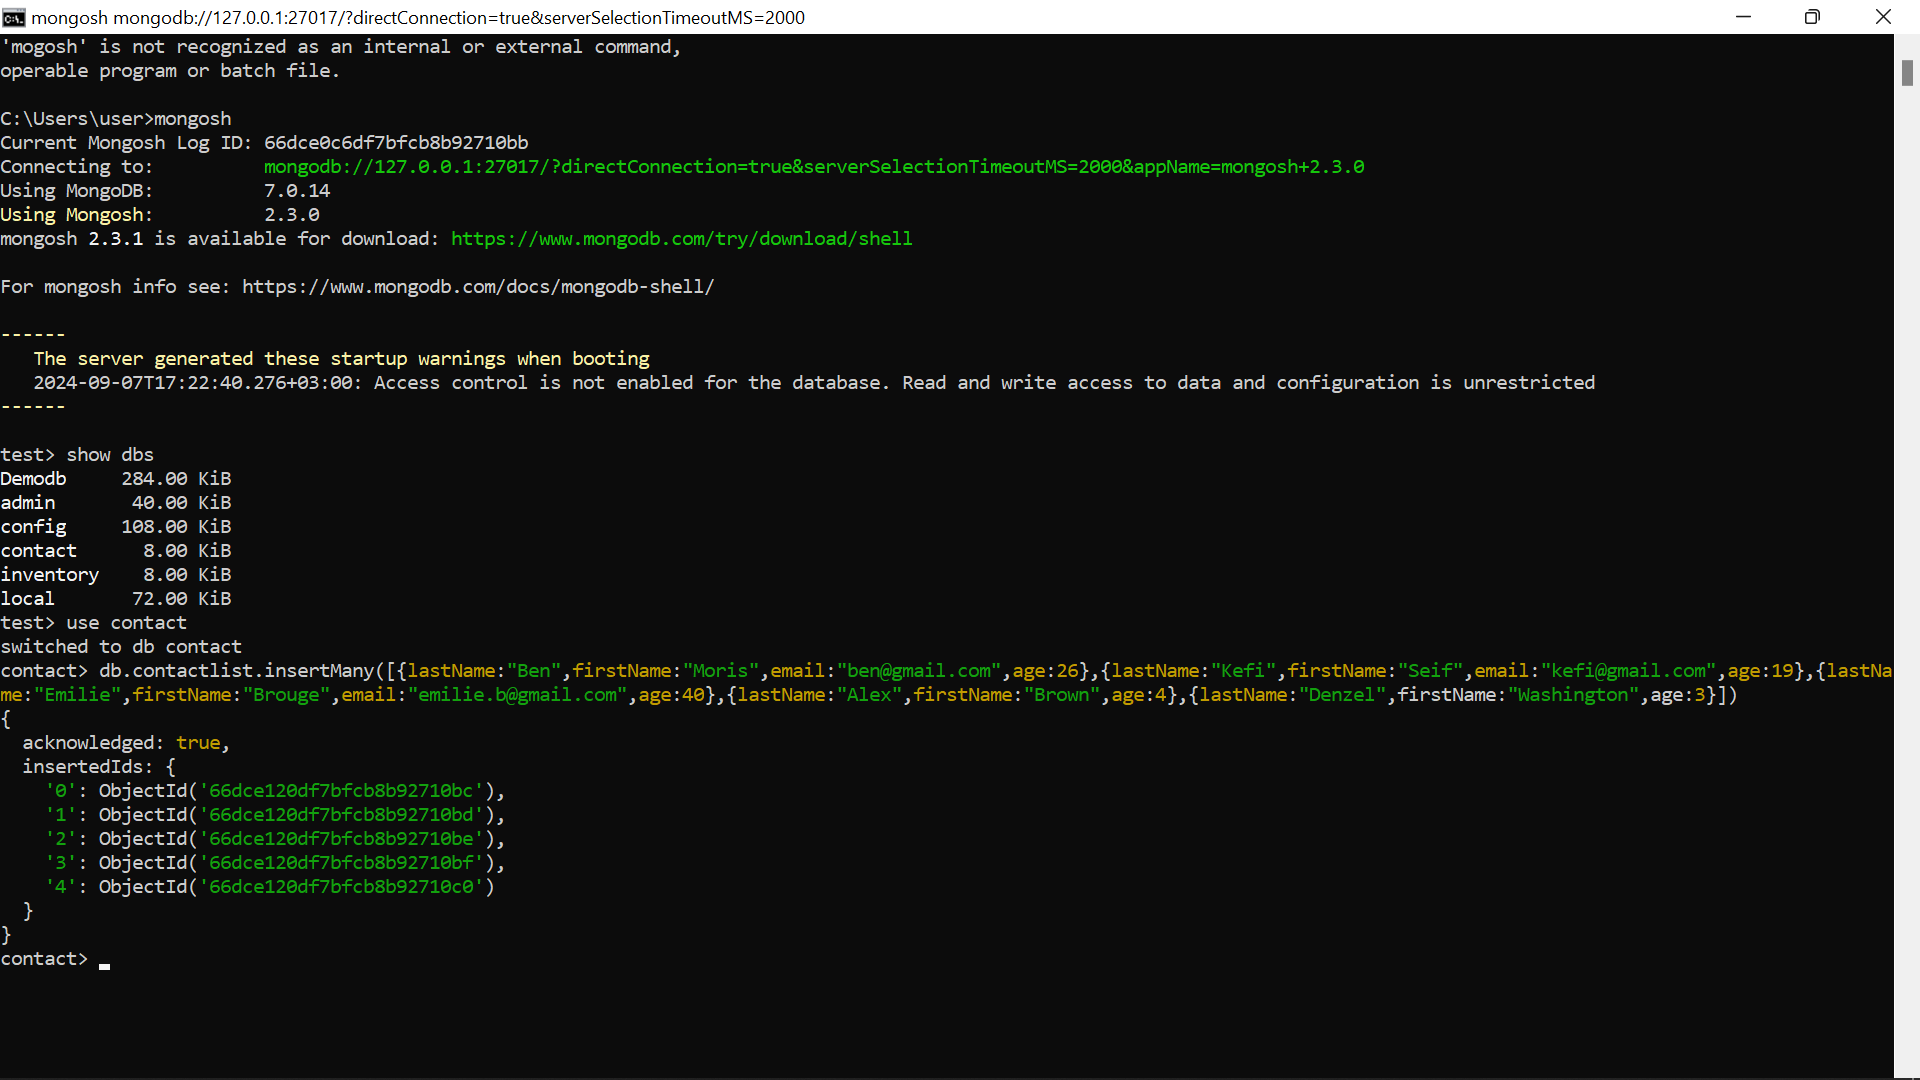 mongosh mongodb://127.0.0.1:27017/?directConnection=true&serverSelectionTimeoutMS=2000
'mogosh' is not recognized as an internal or external command,
operable program or batch file.
C:\Users\user>mongosh
Current Mongosh Log ID: 66dce0c6df7bfcb8b92710bb
Connecting to:          mongodb://127.0.0.1:27017/?directConnection=true&serverSelectionTimeoutMS=2000&appName=mongosh+2.3.0
Using MongoDB:          7.0.14
Using Mongosh:          2.3.0
mongosh 2.3.1 is available for download: https://www.mongodb.com/try/download/shell
For mongosh info see: https://www.mongodb.com/docs/mongodb-shell/
------
   The server generated these startup warnings when booting
   2024-09-07T17:22:40.276+03:00: Access control is not enabled for the database. Read and write access to data and configuration is unrestricted
------
test> show dbs
Demodb     284.00 KiB
admin       40.00 KiB
config     108.00 KiB
contact      8.00 KiB
inventory    8.00 KiB
local       72.00 KiB
test> use contact
switched to db contact
contact> db.contactlist.insertMany([{lastName:"Ben",firstName:"Moris",email:"ben@gmail.com",age:26},{lastName:"Kefi",firstName:"Seif",email:"kefi@gmail.com",age:19},{lastNa
me:"Emilie",firstName:"Brouge",email:"emilie.b@gmail.com",age:40},{lastName:"Alex",firstName:"Brown",age:4},{lastName:"Denzel",firstName:"Washington",age:3}])
{
  acknowledged: true,
  insertedIds: {
    '0': ObjectId('66dce120df7bfcb8b92710bc'),
    '1': ObjectId('66dce120df7bfcb8b92710bd'),
    '2': ObjectId('66dce120df7bfcb8b92710be'),
    '3': ObjectId('66dce120df7bfcb8b92710bf'),
    '4': ObjectId('66dce120df7bfcb8b92710c0')
  }
}
contact>